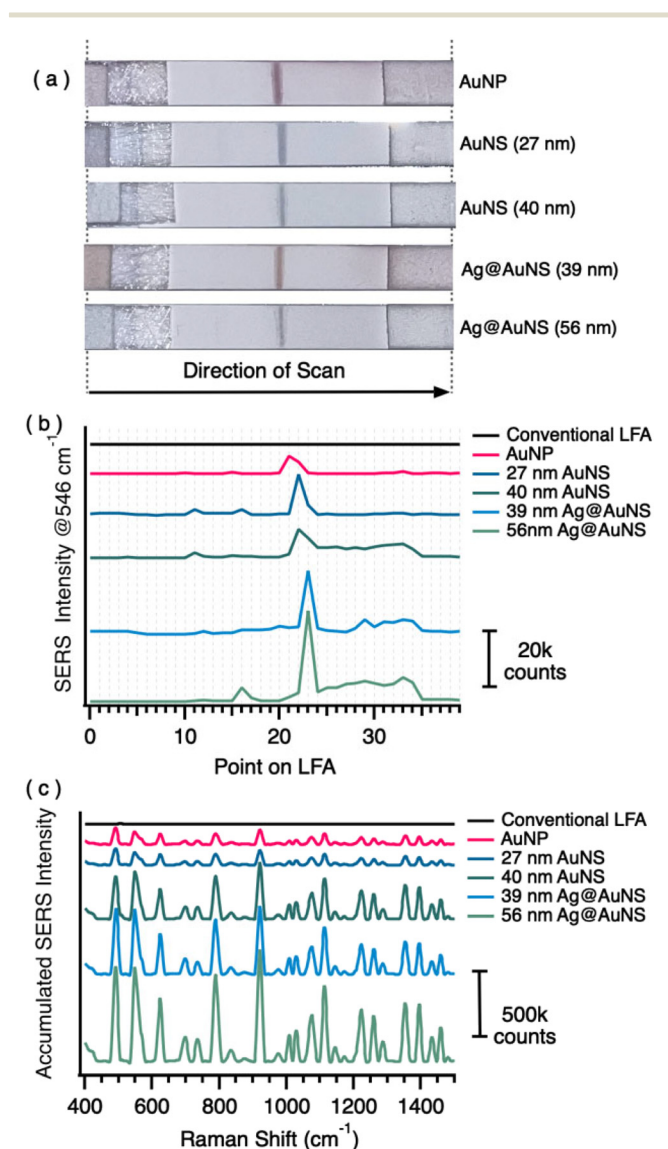 ( a )
AuNP
AuNS (27 nm)
AuNS (40 nm)
Ag@AuNS (39 nm)
Ag@AuNS (56 nm)
Direction of Scan
( b )
SERS Intensity @546 cm⁻¹
Conventional LFA
AuNP
27 nm AuNS
40 nm AuNS
39 nm Ag@AuNS
56nm Ag@AuNS
20k
counts
0 10 20 30
Point on LFA
( c )
Accumulated SERS Intensity
Conventional LFA
AuNP
27 nm AuNS
40 nm AuNS
39 nm Ag@AuNS
56 nm Ag@AuNS
500k
counts
400 600 800 1000 1200 1400
Raman Shift (cm⁻¹)